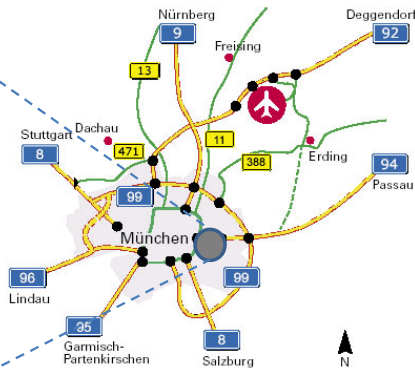 Nürnberg
9
Deggendorf
92
Freising
13
Stuttgart
8
Dachau
471
11
388
Erding
94
Passau
99
München
96
Lindau
99
95
Garmisch-
Partenkirchen
8
Salzburg
N